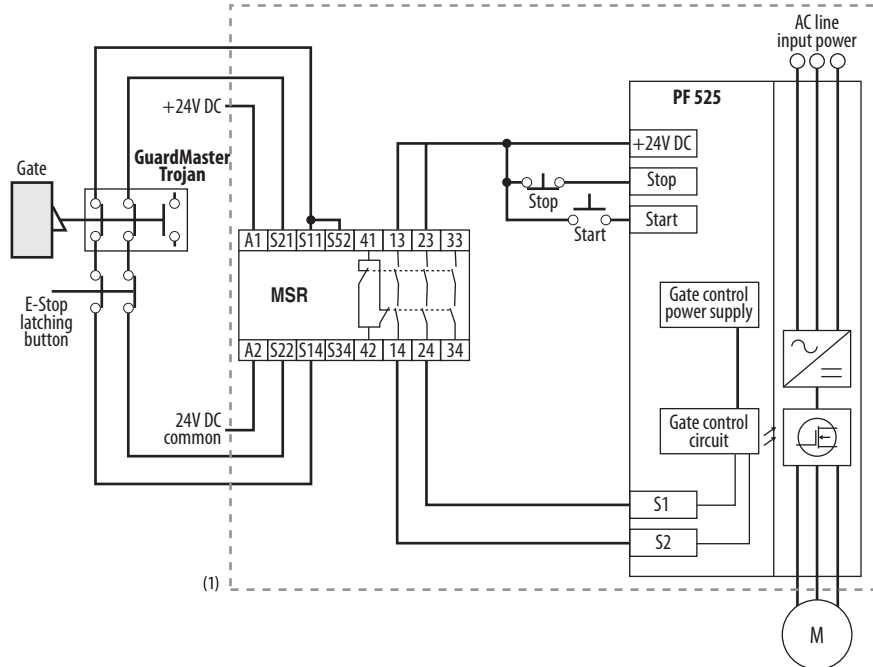 AC line
input power
PF 525
+24V DC
+24V DC
Gate
GuardMaster
Trojan
Stop
Stop
Start
Start
A1 S21 S11 S52 41 13 23 33
MSR
Gate control
power supply
E-Stop
latching
button
A2 S22 S14 S34 42 14 24 34
24V DC
common
Gate control
circuit
S1
S2
(1)
M